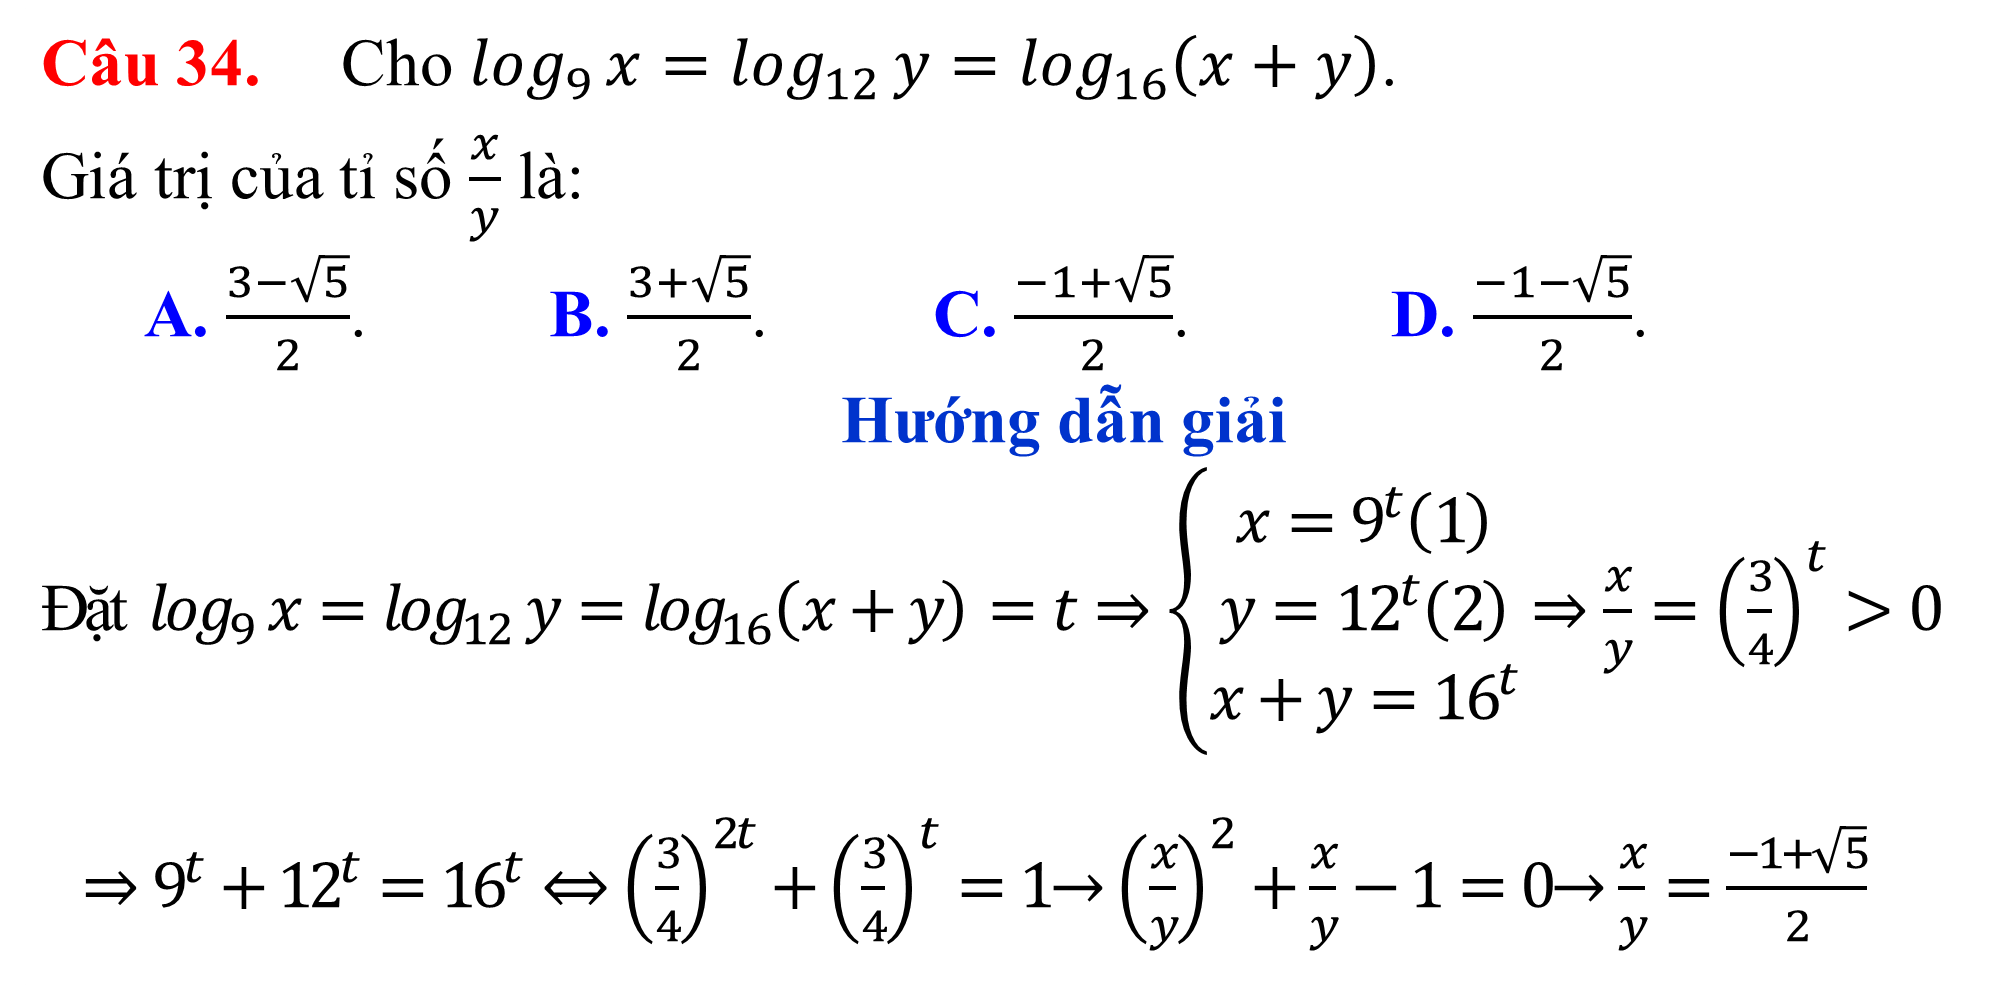 Câu 34. Cho log₉ x = log₁₂ y = log₁₆(x + y).
Giá trị của tỉ số x/y là:
A. (3−√5)/2. B. (3+√5)/2. C. (−1+√5)/2. D. (−1−√5)/2.
Hướng dẫn giải
Đặt log₉ x = log₁₂ y = log₁₆(x + y) = t ⇒ { x = 9ᵗ(1) ; y = 12ᵗ(2) ; x + y = 16ᵗ ⇒ x/y = (3/4)ᵗ > 0
⇒ 9ᵗ + 12ᵗ = 16ᵗ ⇔ (3/4)²ᵗ + (3/4)ᵗ = 1→ (x/y)² + x/y − 1 = 0→ x/y = (−1+√5)/2